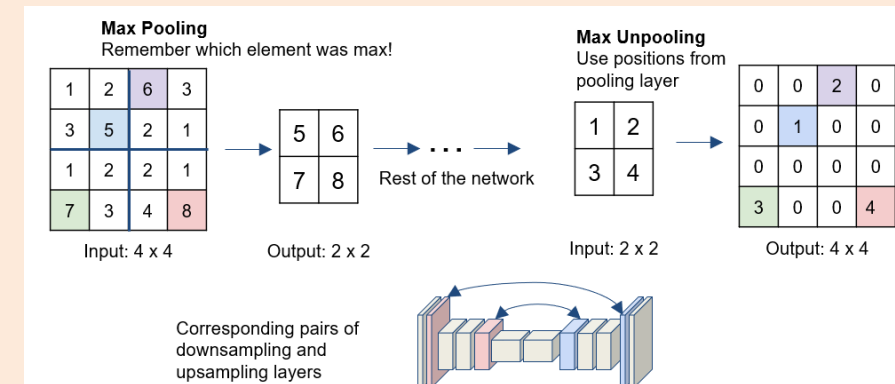 Max Pooling
Remember which element was max!
1 2 6 3
3 5 2 1
1 2 2 1
7 3 4 8
Input: 4 x 4
5 6
7 8
Output: 2 x 2
. . .
Rest of the network
Max Unpooling
Use positions from
pooling layer
1 2
3 4
Input: 2 x 2
0 0 2 0
0 1 0 0
0 0 0 0
3 0 0 4
Output: 4 x 4
Corresponding pairs of
downsampling and
upsampling layers